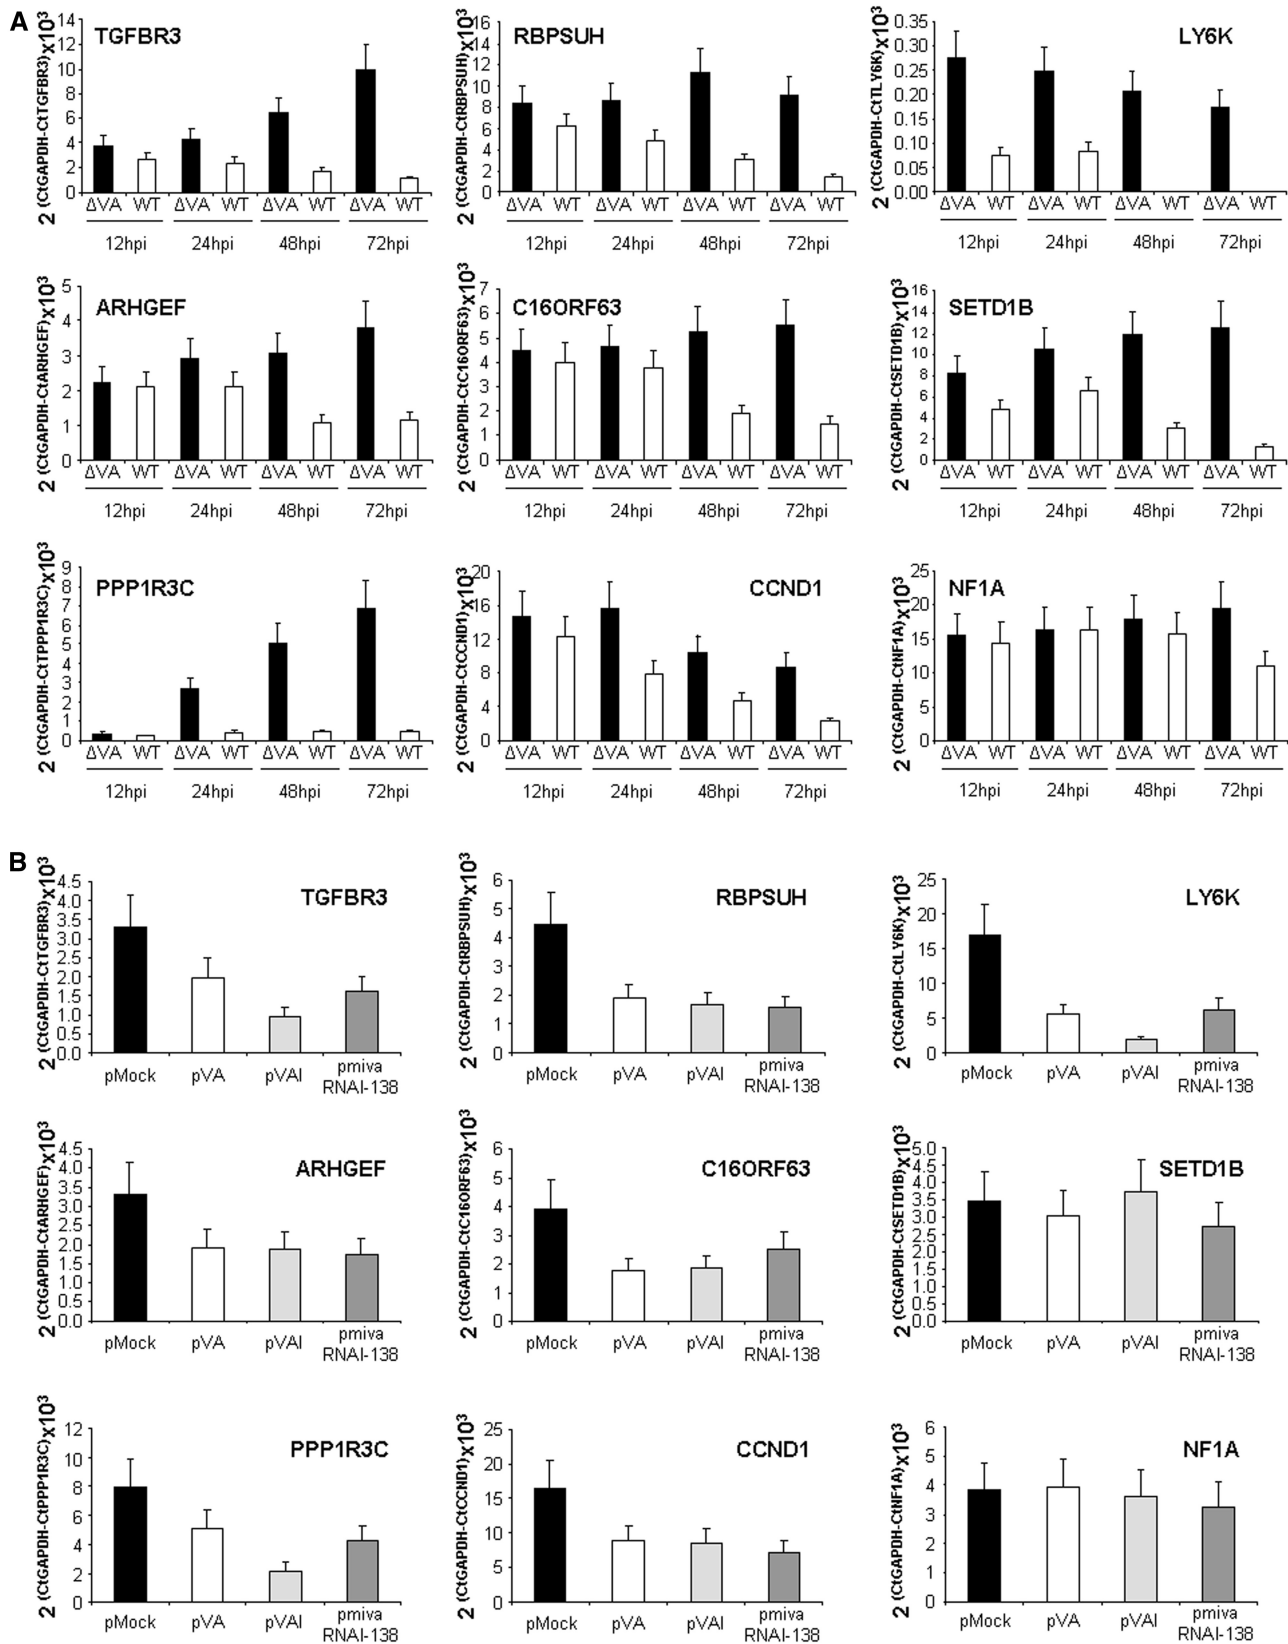 A
TGFBR3
2(CtGAPDH-CtTGFBR3)x10³
14
12
10
8
6
4
2
0
ΔVA WT ΔVA WT ΔVA WT ΔVA WT
12hpi 24hpi 48hpi 72hpi
RBPSUH
2(CtGAPDH-CtRBPSUH)x10³
16
14
12
10
8
6
4
2
0
ΔVA WT ΔVA WT ΔVA WT ΔVA WT
12hpi 24hpi 48hpi 72hpi
LY6K
2(CtGAPDH-CtTLY6K)x10³
0.35
0.30
0.25
0.20
0.15
0.10
0.05
0.00
ΔVA WT ΔVA WT ΔVA WT ΔVA WT
12hpi 24hpi 48hpi 72hpi
ARHGEF
2(CtGAPDH-CtARHGEF)x10³
5
4
3
2
1
0
ΔVA WT ΔVA WT ΔVA WT ΔVA WT
12hpi 24hpi 48hpi 72hpi
C16ORF63
2(CtGAPDH-CtC16ORF63)x10³
7
6
5
4
3
2
1
0
ΔVA WT ΔVA WT ΔVA WT ΔVA WT
12hpi 24hpi 48hpi 72hpi
SETD1B
2(CtGAPDH-CtSETD1B)x10³
16
14
12
10
8
6
4
2
0
ΔVA WT ΔVA WT ΔVA WT ΔVA WT
12hpi 24hpi 48hpi 72hpi
PPP1R3C
2(CtGAPDH-CtTPPP1R3C)x10³
9
8
7
6
5
4
3
2
1
0
ΔVA WT ΔVA WT ΔVA WT ΔVA WT
12hpi 24hpi 48hpi 72hpi
CCND1
2(CtGAPDH-CtCCND1)x10³
20
16
12
8
4
0
ΔVA WT ΔVA WT ΔVA WT ΔVA WT
12hpi 24hpi 48hpi 72hpi
NF1A
2(CtGAPDH-CtNF1A)x10³
25
20
15
10
5
0
ΔVA WT ΔVA WT ΔVA WT ΔVA WT
12hpi 24hpi 48hpi 72hpi
B
TGFBR3
2(CtGAPDH-CtTGFBR3)x10³
4.5
4.0
3.5
3.0
2.5
2.0
1.5
1.0
0.5
0.0
pMock pVA pVAI pmiva
RNAI-138
RBPSUH
2(CtGAPDH-CtRBPSUH)x10³
6
5
4
3
2
1
0
pMock pVA pVAI pmiva
RNAI-138
LY6K
2(CtGAPDH-CtLY6K)x10³
25
20
15
10
5
0
pMock pVA pVAI pmiva
RNAI-138
ARHGEF
2(CtGAPDH-CtARHGEF)x10³
4.5
4.0
3.5
3.0
2.5
2.0
1.5
1.0
0.5
0.0
pMock pVA pVAI pmiva
RNAI-138
C16ORF63
2(CtGAPDH-CtC16ORF63)x10³
6
5
4
3
2
1
0
pMock pVA pVAI pmiva
RNAI-138
SETD1B
2(CtGAPDH-CtSETD1B)x10³
5.0
4.5
4.0
3.5
3.0
2.5
2.0
1.5
1.0
0.5
0.0
pMock pVA pVAI pmiva
RNAI-138
PPP1R3C
2(CtGAPDH-CtPPP1R3C)x10³
12
10
8
6
4
2
0
pMock pVA pVAI pmiva
RNAI-138
CCND1
2(CtGAPDH-CtCCND1)x10³
25
20
15
10
5
0
pMock pVA pVAI pmiva
RNAI-138
NF1A
2(CtGAPDH-CtNF1A)x10³
6
5
4
3
2
1
0
pMock pVA pVAI pmiva
RNAI-138